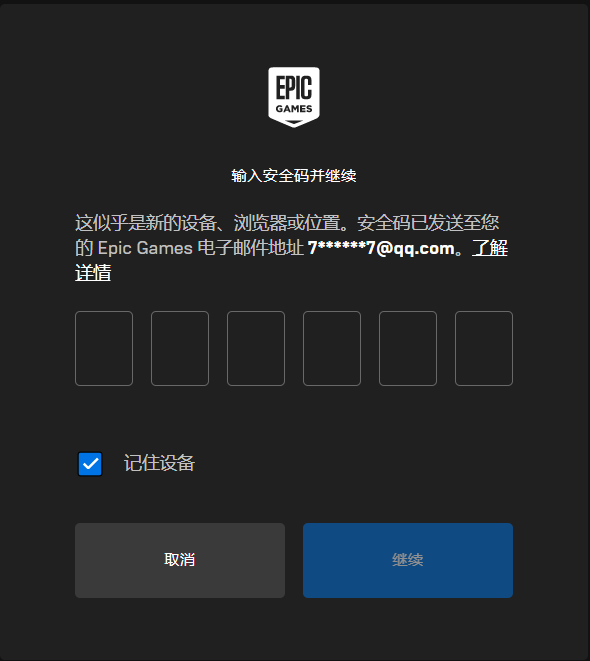 EPIC
GAMES
输入安全码并继续
这似乎是新的设备、浏览器或位置。安全码已发送至您
的 Epic Games 电子邮件地址 7******7@qq.com。了解
详情
记住设备
取消
继续